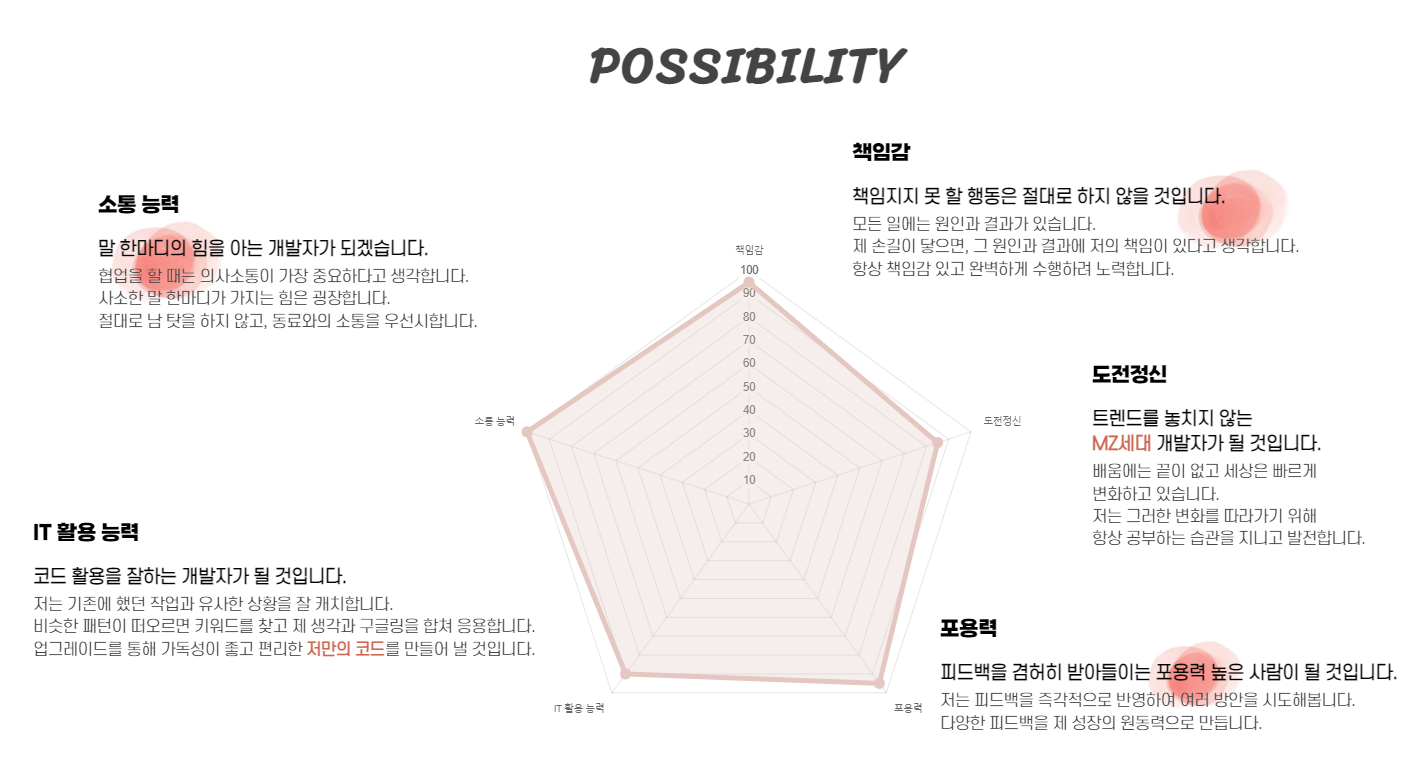 POSSIBILITY
책임감
책임지지 못 할 행동은 절대로 하지 않을 것입니다.
모든 일에는 원인과 결과가 있습니다.
제 손길이 닿으면, 그 원인과 결과에 저의 책임이 있다고 생각합니다.
항상 책임감 있고 완벽하게 수행하려 노력합니다.
소통 능력
말 한마디의 힘을 아는 개발자가 되겠습니다.
협업을 할 때는 의사소통이 가장 중요하다고 생각합니다.
사소한 말 한마디가 가지는 힘은 굉장합니다.
절대로 남 탓을 하지 않고, 동료와의 소통을 우선시합니다.
책임감
100
90
80
70
60
50
40
30
20
10
소통 능력
도전정신
IT 활용 능력
포용력
도전정신
트렌드를 놓치지 않는
MZ세대 개발자가 될 것입니다.
배움에는 끝이 없고 세상은 빠르게
변화하고 있습니다.
저는 그러한 변화를 따라가기 위해
항상 공부하는 습관을 지니고 발전합니다.
IT 활용 능력
코드 활용을 잘하는 개발자가 될 것입니다.
저는 기존에 했던 작업과 유사한 상황을 잘 캐치합니다.
비슷한 패턴이 떠오르면 키워드를 찾고 제 생각과 구글링을 합쳐 응용합니다.
업그레이드를 통해 가독성이 좋고 편리한 저만의 코드를 만들어 낼 것입니다.
포용력
피드백을 겸허히 받아들이는 포용력 높은 사람이 될 것입니다.
저는 피드백을 즉각적으로 반영하여 여러 방안을 시도해봅니다.
다양한 피드백을 제 성장의 원동력으로 만듭니다.